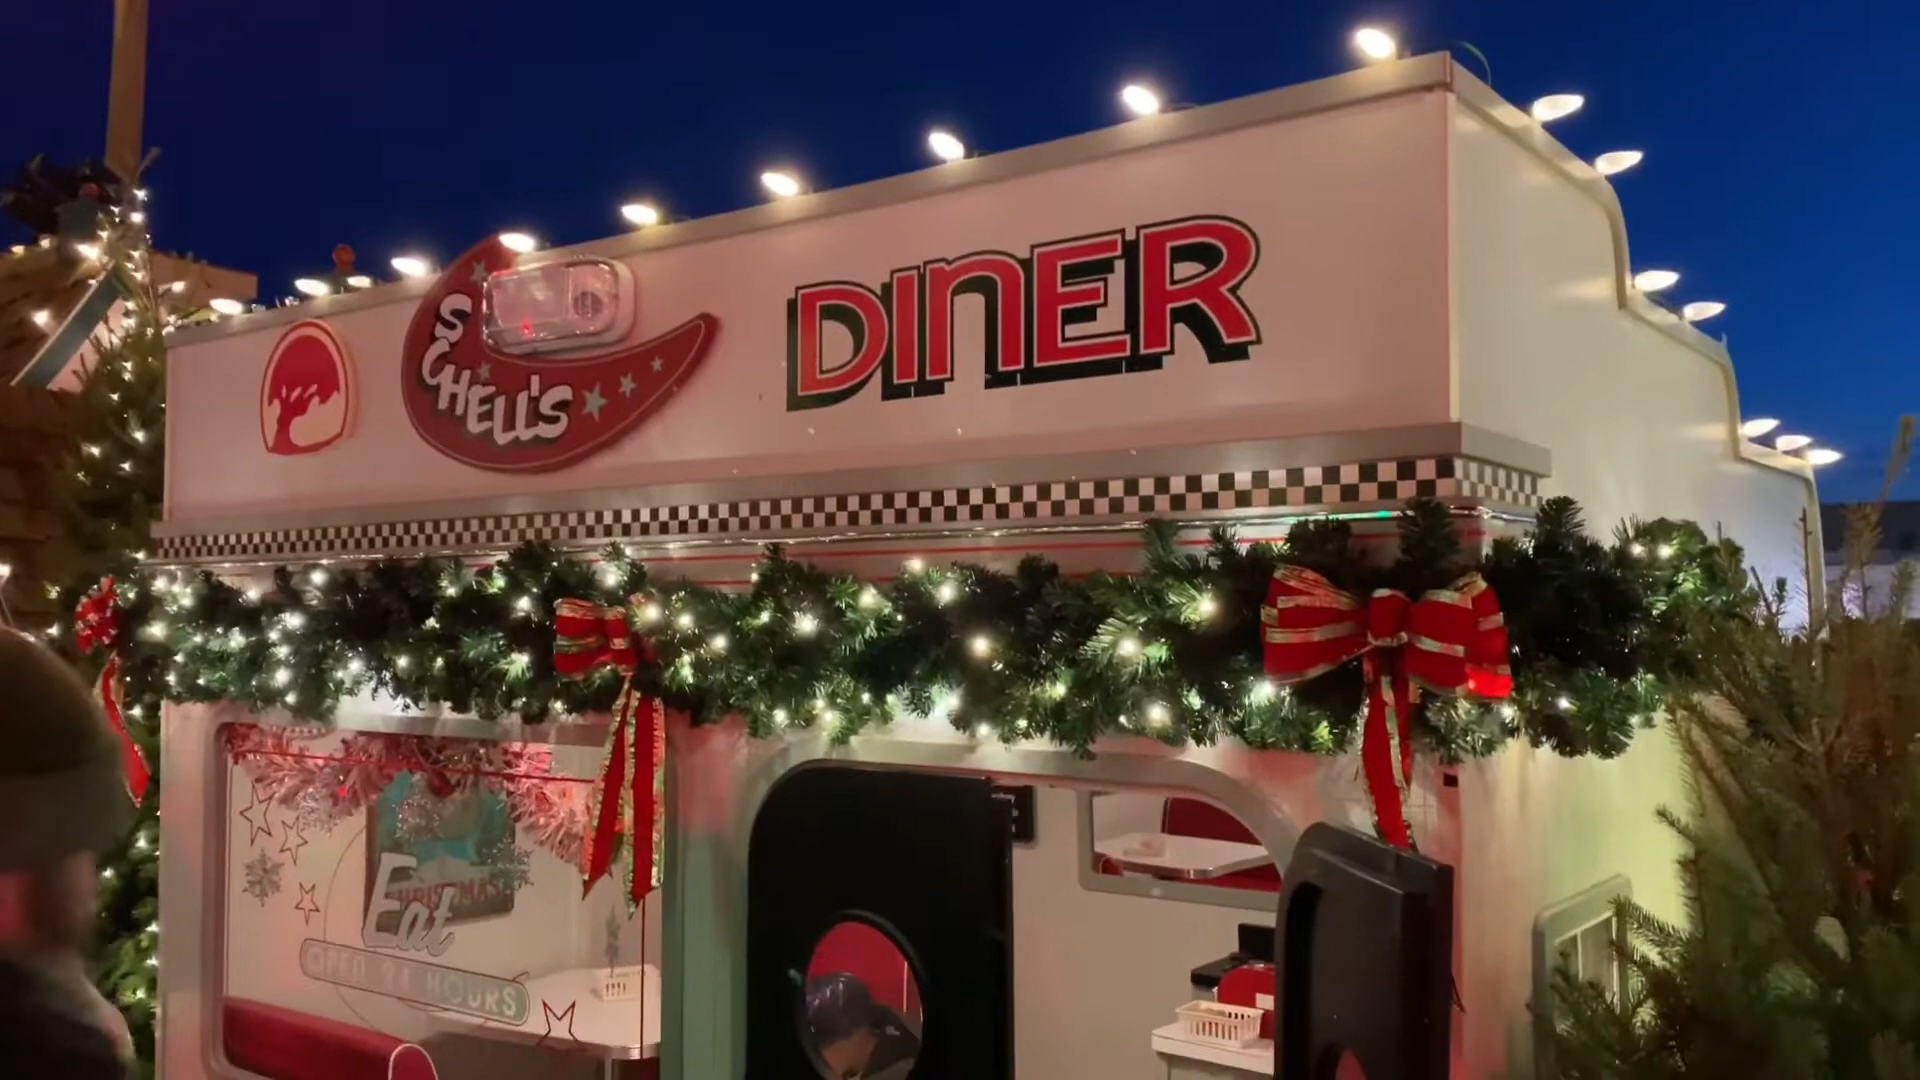 SCHELL'S
DINER
CHRISTMAS
Eat
OPEN 24 HOURS